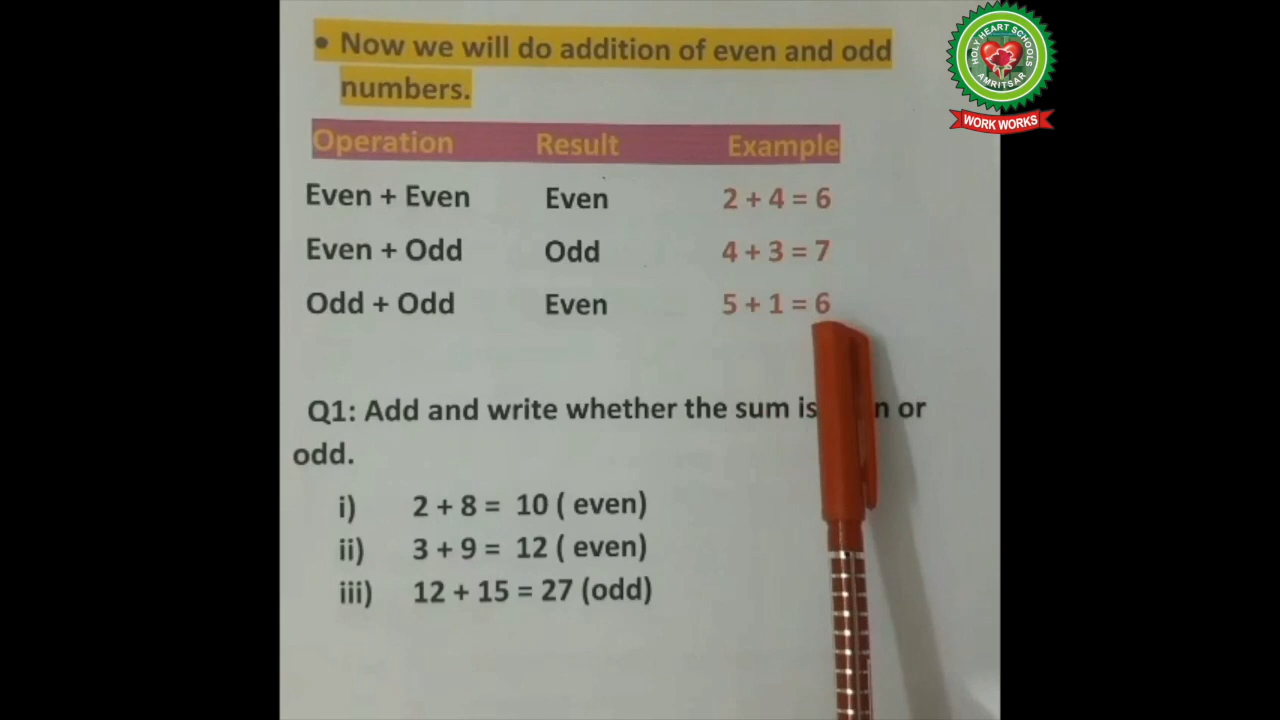 • Now we will do addition of even and odd
numbers.
Operation Result Example
Even + Even Even 2 + 4 = 6
Even + Odd Odd 4 + 3 = 7
Odd + Odd Even 5 + 1 = 6
Q1: Add and write whether the sum is or
odd.
i) 2 + 8 = 10 ( even)
ii) 3 + 9 = 12 ( even)
iii) 12 + 15 = 27 (odd)
HOLY HEART SCHOOLS
AMRITSAR
WORK WORKS